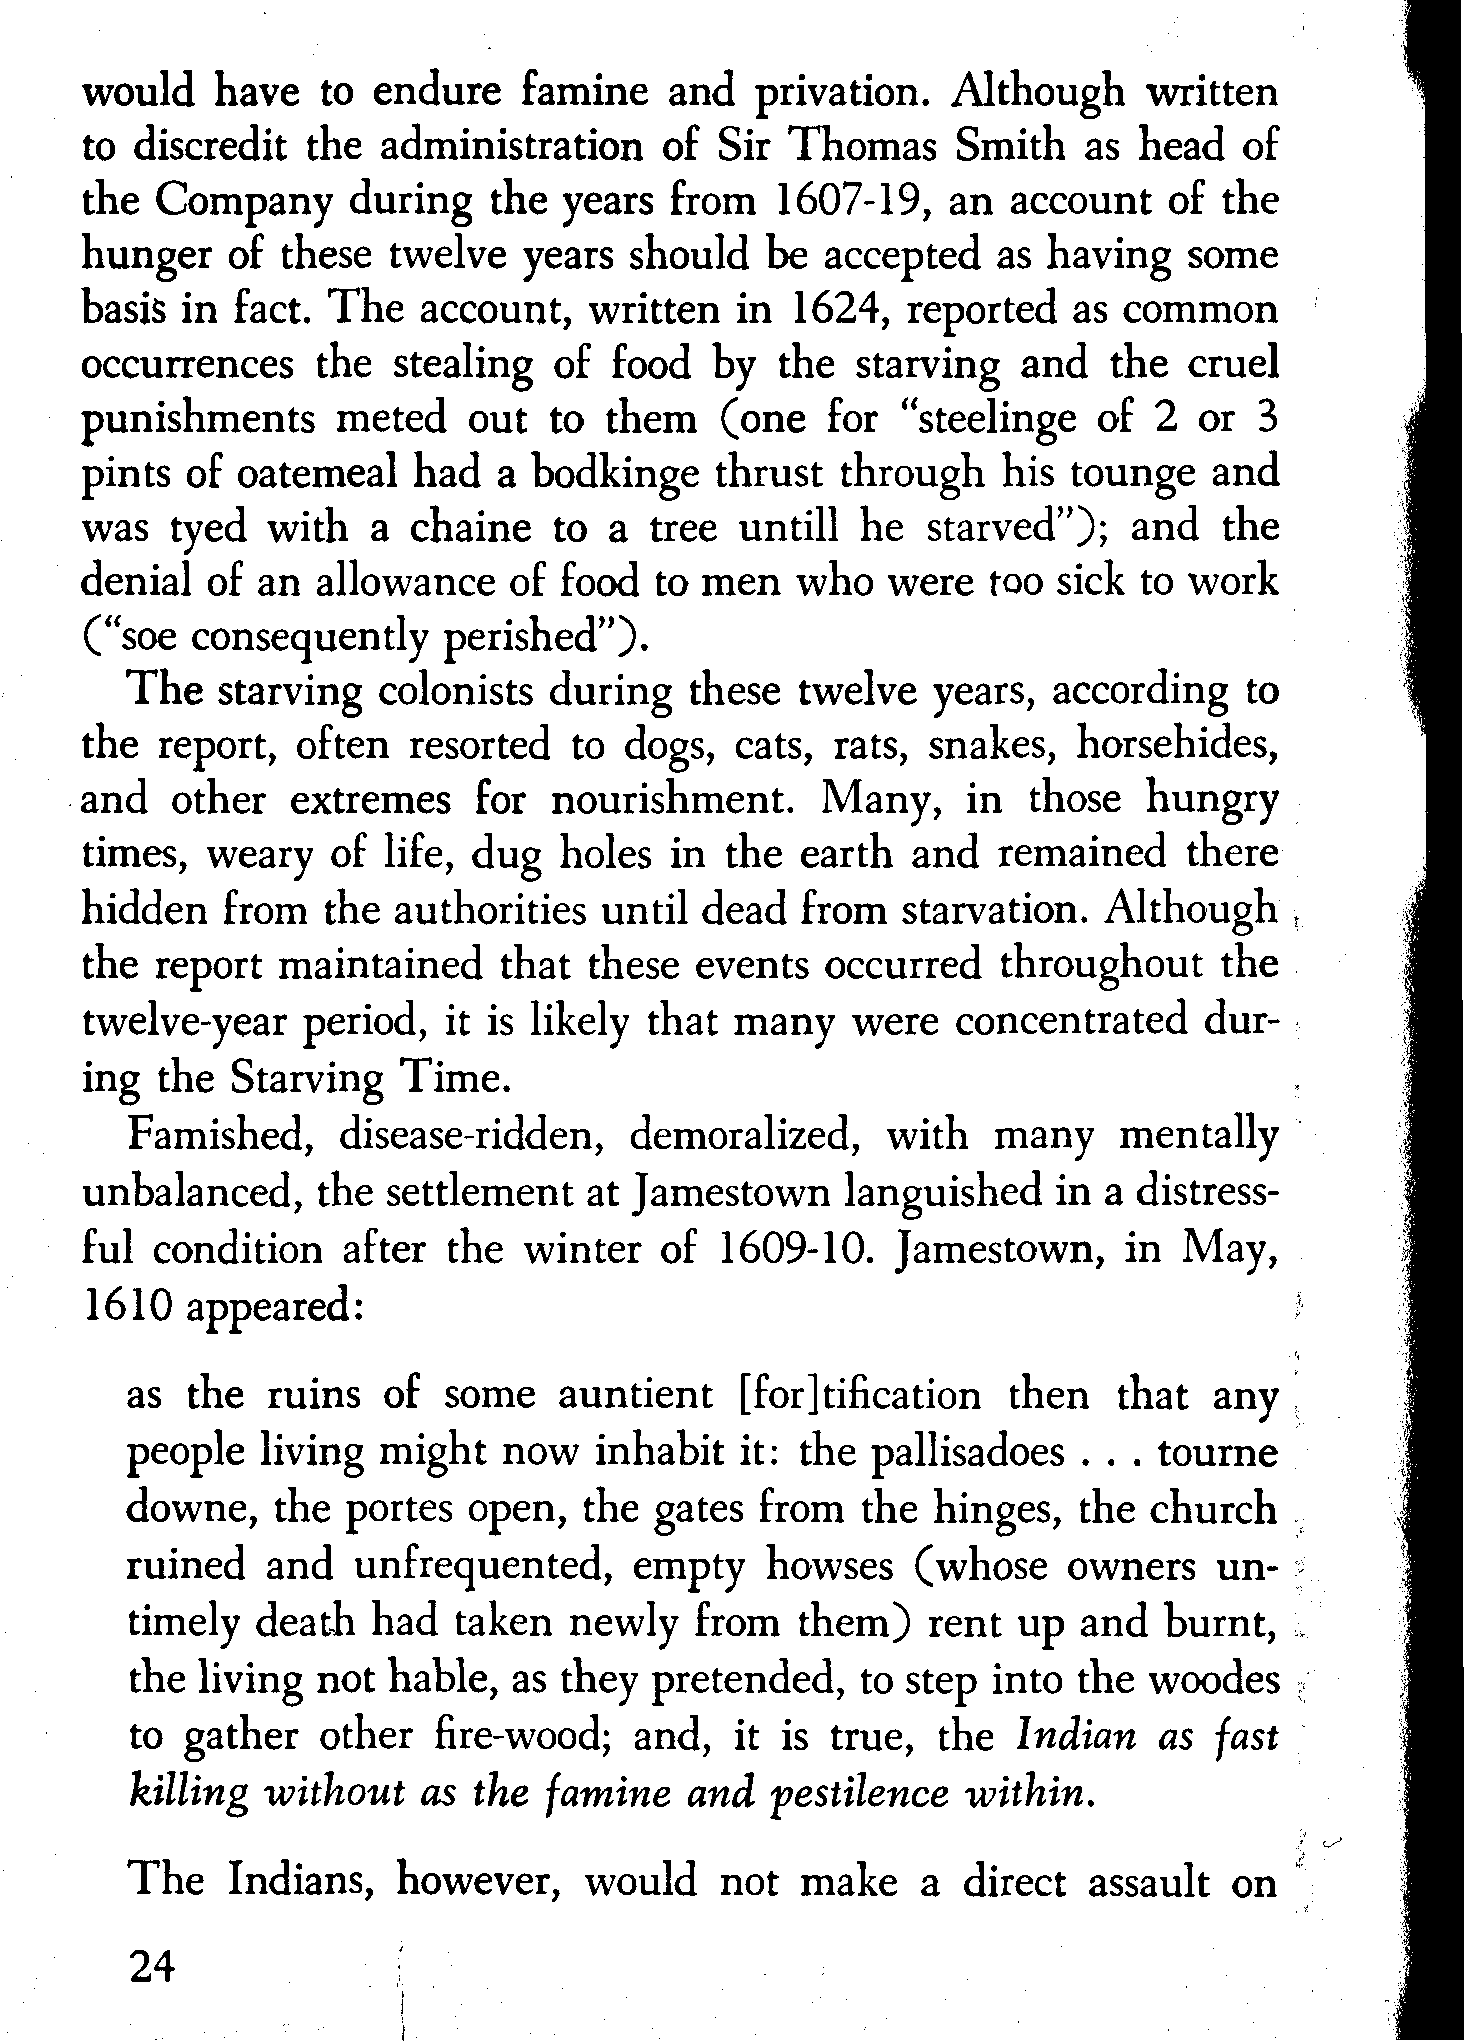 would have to endure famine and privation. Although written
to discredit the administration of Sir Thomas Smith as head of
the Company during the years from 1607-19, an account of the
hunger of these twelve years should be accepted as having some
basis in fact. The account, written in 1624, reported as common
occurrences the stealing of food by the starving and the cruel
punishments meted out to them (one for "steelinge of 2 or 3
pints of oatemeal had a bodkinge thrust through his tounge and
was tyed with a chaine to a tree untill he starved"); and the
denial of an allowance of food to men who were too sick to work
("soe consequently perished").
The starving colonists during these twelve years, according to
the report, often resorted to dogs, cats, rats, snakes, horsehides,
and other extremes for nourishment. Many, in those hungry
times, weary of life, dug holes in the earth and remained there
hidden from the authorities until dead from starvation. Although
the report maintained that these events occurred throughout the
twelve-year period, it is likely that many were concentrated dur-
ing the Starving Time.
Famished, disease-ridden, demoralized, with many mentally
unbalanced, the settlement at Jamestown languished in a distress-
ful condition after the winter of 1609-10. Jamestown, in May,
1610 appeared:
as the ruins of some auntient [for]tification then that any
people living might now inhabit it: the pallisadoes . . . tourne
downe, the portes open, the gates from the hinges, the church
ruined and unfrequented, empty howses (whose owners un-
timely death had taken newly from them) rent up and burnt,
the living not hable, as they pretended, to step into the woodes
to gather other fire-wood; and, it is true, the Indian as fast
killing without as the famine and pestilence within.
The Indians, however, would not make a direct assault on
24